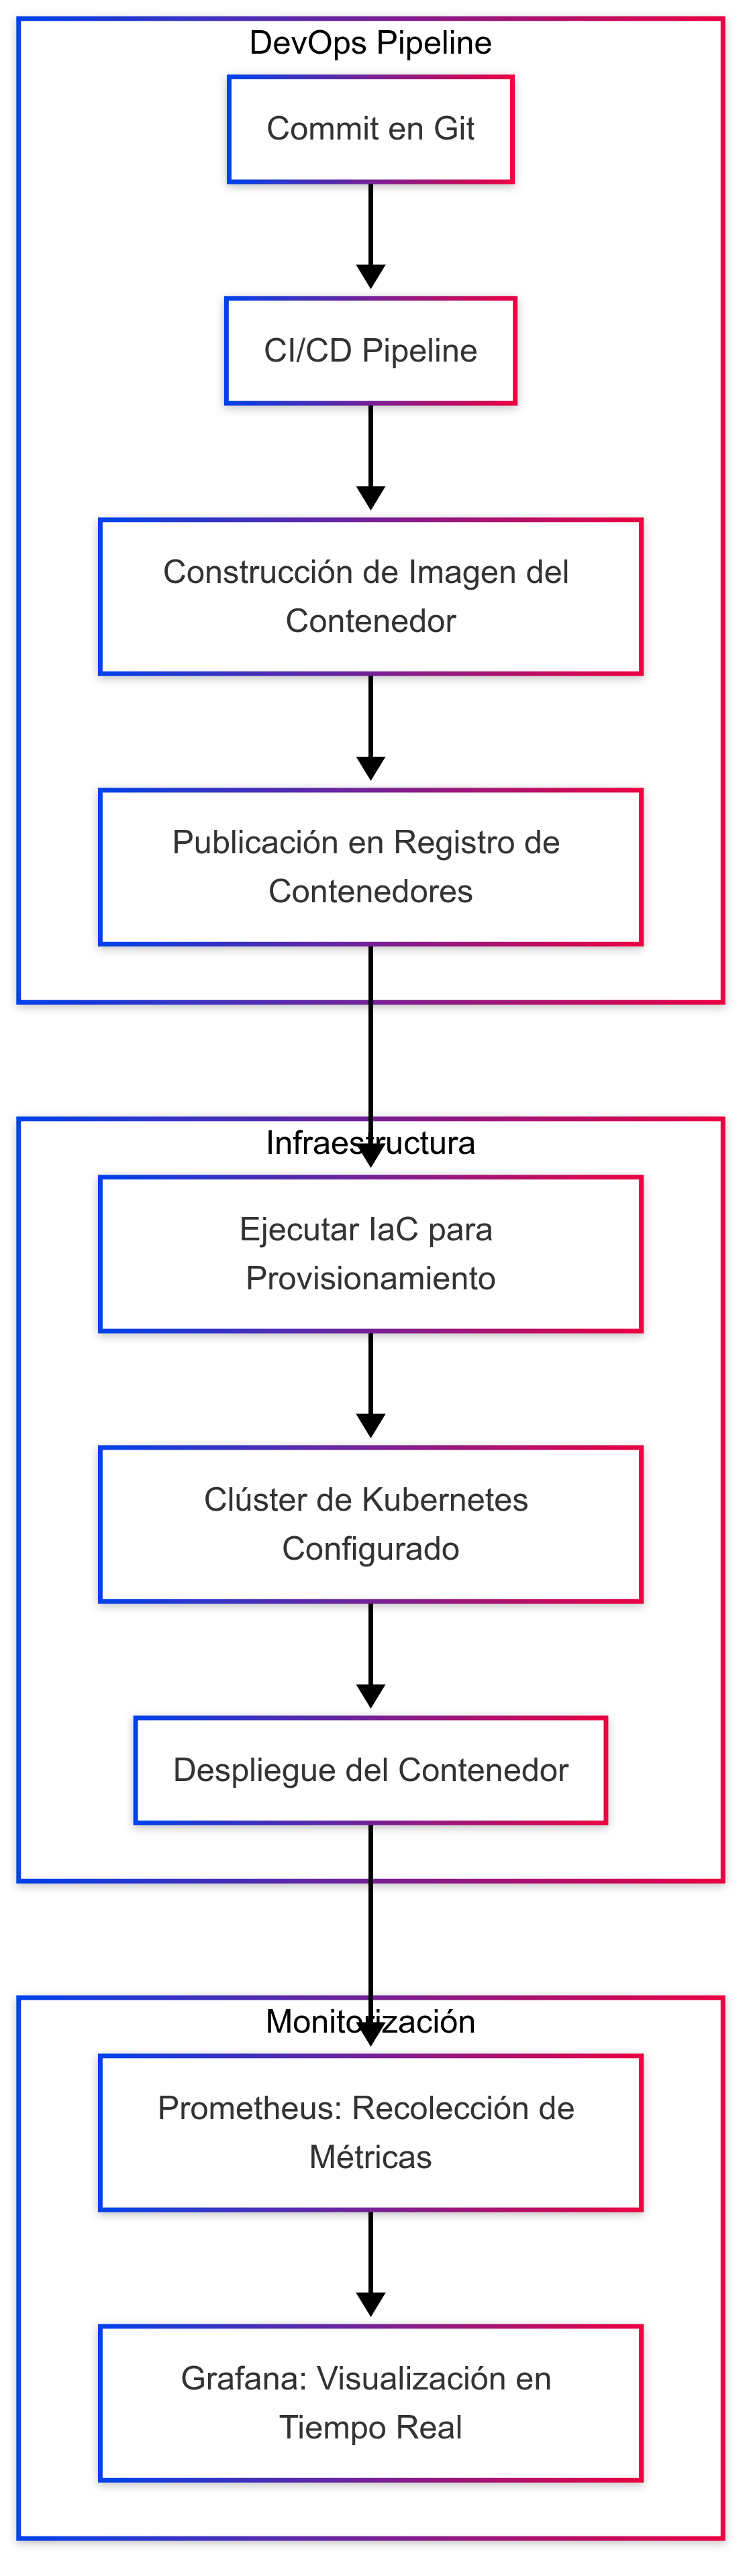 DevOps Pipeline
Commit en Git
CI/CD Pipeline
Construcción de Imagen del
Contenedor
Publicación en Registro de
Contenedores
Infraestructura
Ejecutar IaC para
Provisionamiento
Clúster de Kubernetes
Configurado
Despliegue del Contenedor
Monitorización
Prometheus: Recolección de
Métricas
Grafana: Visualización en
Tiempo Real